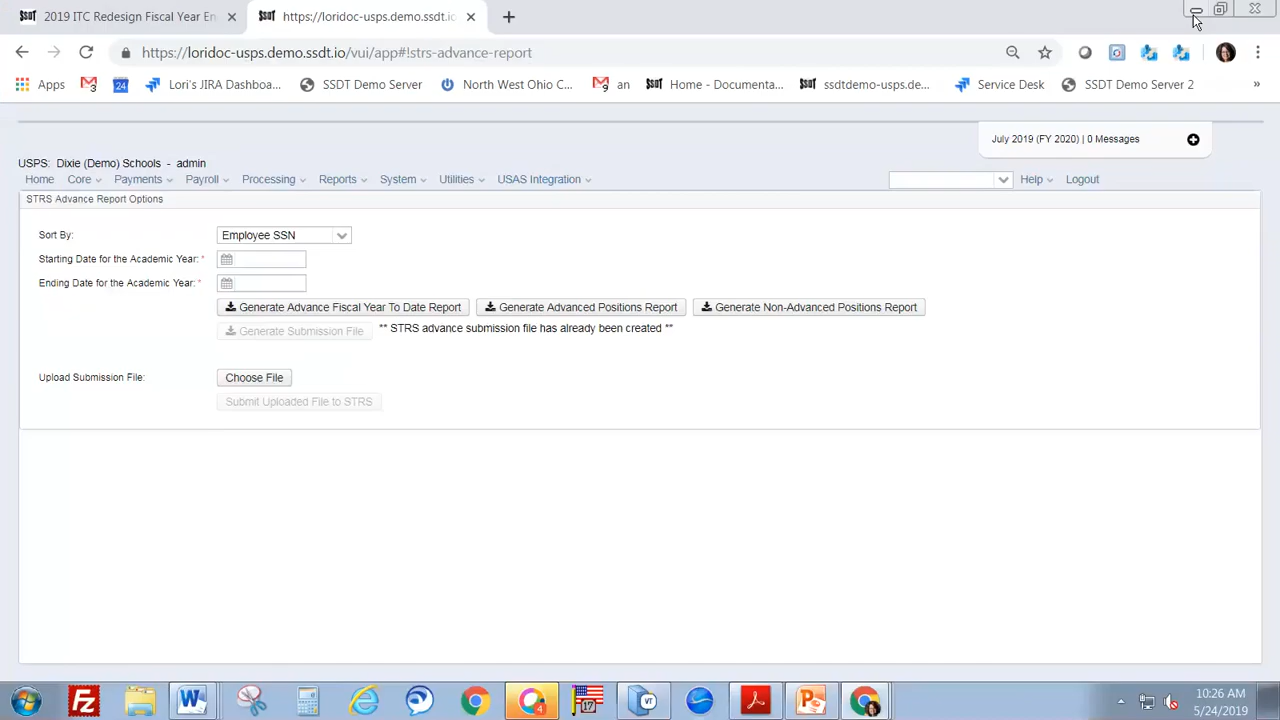 SSDT 2019 ITC Redesign Fiscal Year En
SSDT https://loridoc-usps.demo.ssdt.io
https://loridoc-usps.demo.ssdt.io/vui/app#!strs-advance-report
Apps 24 Lori's JIRA Dashboa... SSDT Demo Server North West Ohio C... an SSDT Home - Documenta... SSDT ssdtdemo-usps.de... Service Desk SSDT Demo Server 2 »
July 2019 (FY 2020) | 0 Messages
USPS: Dixie (Demo) Schools - admin
Home Core Payments Payroll Processing Reports System Utilities USAS Integration Help Logout
STRS Advance Report Options
Sort By: Employee SSN
Starting Date for the Academic Year: *
Ending Date for the Academic Year: *
Generate Advance Fiscal Year To Date Report Generate Advanced Positions Report Generate Non-Advanced Positions Report
Generate Submission File ** STRS advance submission file has already been created **
Upload Submission File: Choose File
Submit Uploaded File to STRS
10:26 AM
5/24/2019